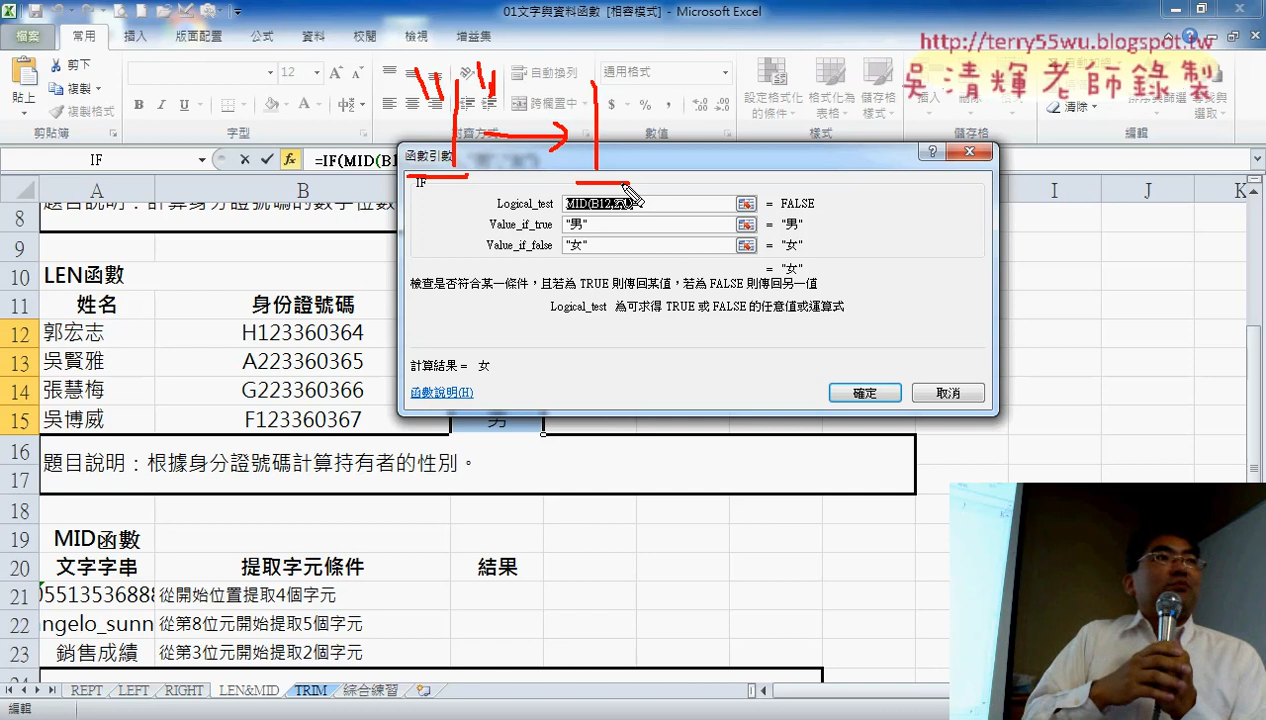 01文字與資料函數 [相容模式] - Microsoft Excel
http://terry55wu.blogspot.tw
吳清輝老師錄製
檔案 常用 插入 版面配置 公式 資料 校閱 檢視 增益集
剪下
複製
複製格式
貼上
12
自動換列
跨欄置中
通用格式
設定格式化的條件
格式化為表格
儲存格樣式
插入
清除
剪貼簿 字型 對齊方式 數值 樣式 儲存格 編輯
IF
=IF(MID(B1
函數引數
IF
Logical_test = FALSE
Value_if_true "男" = "男"
Value_if_false "女" = "女"
= "女"
檢查是否符合某一條件，且若為 TRUE 則傳回某值，若為 FALSE 則傳回另一值
Logical_test 為可求得 TRUE 或 FALSE 的任意值或運算式
計算結果 = 女
函數說明(H)
確定 取消
A B I J K
8
9
10 LEN函數
11 姓名 身份證號碼
12 郭宏志 H123360364
13 吳賢雅 A223360365
14 張慧梅 G223360366
15 吳博威 F123360367 男
16 題目說明：根據身分證號碼計算持有者的性別。
17
18
19 MID函數
20 文字字串 提取字元條件 結果
21 0551353688 從開始位置提取4個字元
22 ngelo_sunn 從第8位元開始提取5個字元
23 銷售成績 從第3位元開始提取2個字元
REPT LEFT RIGHT LEN&MID TRIM 綜合練習
編輯